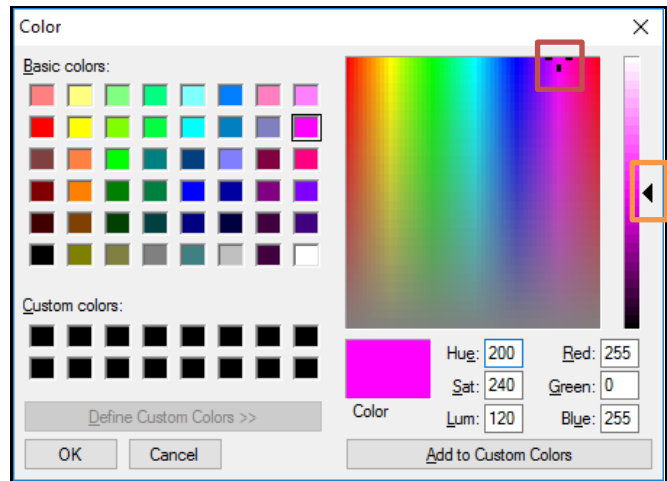 Color
Basic colors:
Custom colors:
Define Custom Colors >>
OK Cancel
Color
Hue: 200 Red: 255
Sat: 240 Green: 0
Lum: 120 Blue: 255
Add to Custom Colors